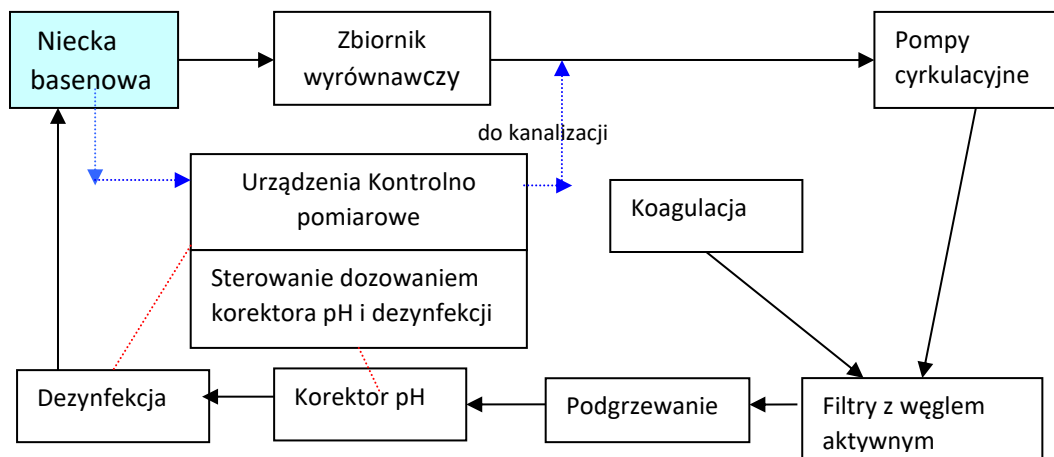 Niecka
basenowa
Zbiornik
wyrównawczy
Pompy
cyrkulacyjne
do kanalizacji
Urządzenia Kontrolno
pomiarowe
Koagulacja
Sterowanie dozowaniem
korektora pH i dezynfekcji
Dezynfekcja
Korektor pH
Podgrzewanie
Filtry z węglem
aktywnym